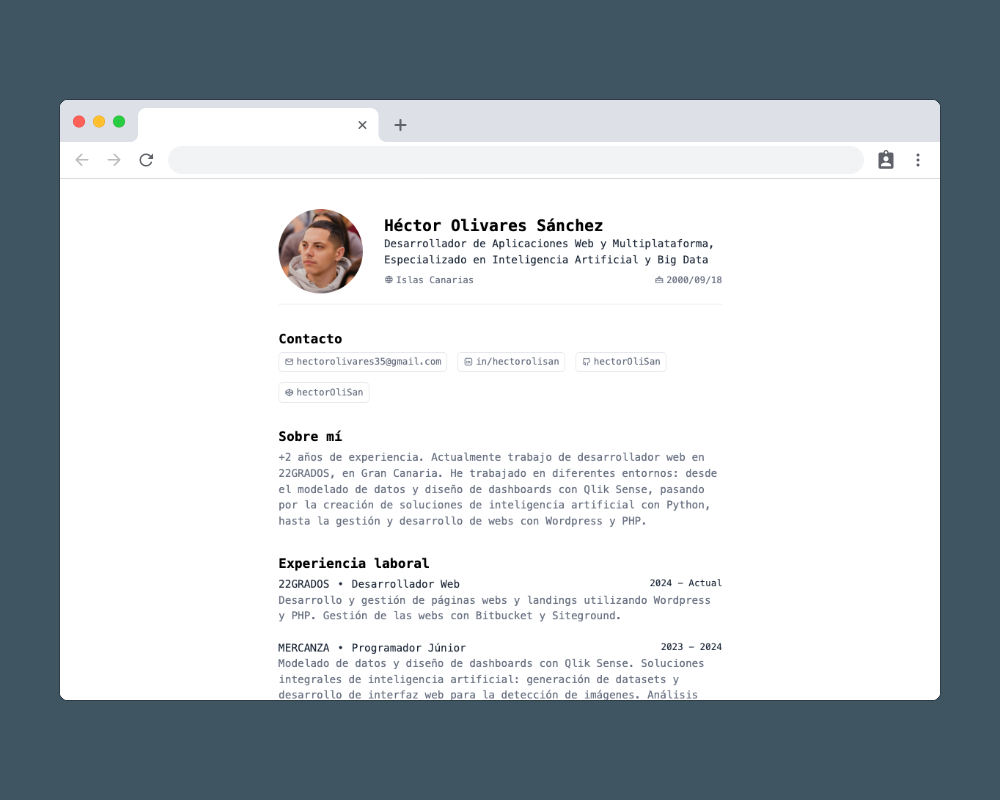 Héctor Olivares Sánchez
Desarrollador de Aplicaciones Web y Multiplataforma,
Especializado en Inteligencia Artificial y Big Data
Islas Canarias
2000/09/18
Contacto
hectorolivares35@gmail.com
in/hectorolisan
hectorOliSan
hectorOliSan
Sobre mí
+2 años de experiencia. Actualmente trabajo de desarrollador web en
22GRADOS, en Gran Canaria. He trabajado en diferentes entornos: desde
el modelado de datos y diseño de dashboards con Qlik Sense, pasando
por la creación de soluciones de inteligencia artificial con Python,
hasta la gestión y desarrollo de webs con Wordpress y PHP.
Experiencia laboral
22GRADOS • Desarrollador Web
2024 – Actual
Desarrollo y gestión de páginas webs y landings utilizando Wordpress
y PHP. Gestión de las webs con Bitbucket y Siteground.
MERCANZA • Programador Júnior
2023 – 2024
Modelado de datos y diseño de dashboards con Qlik Sense. Soluciones
integrales de inteligencia artificial: generación de datasets y
desarrollo de interfaz web para la detección de imágenes. Análisis